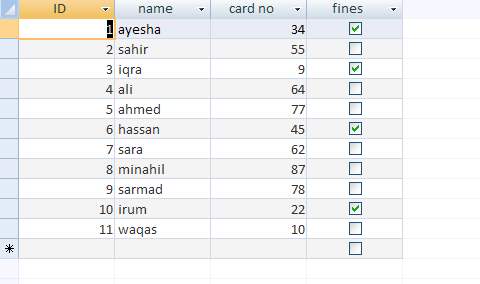 ID name card no fines
1 ayesha 34
2 sahir 55
3 iqra 9
4 ali 64
5 ahmed 77
6 hassan 45
7 sara 62
8 minahil 87
9 sarmad 78
10 irum 22
11 waqas 10